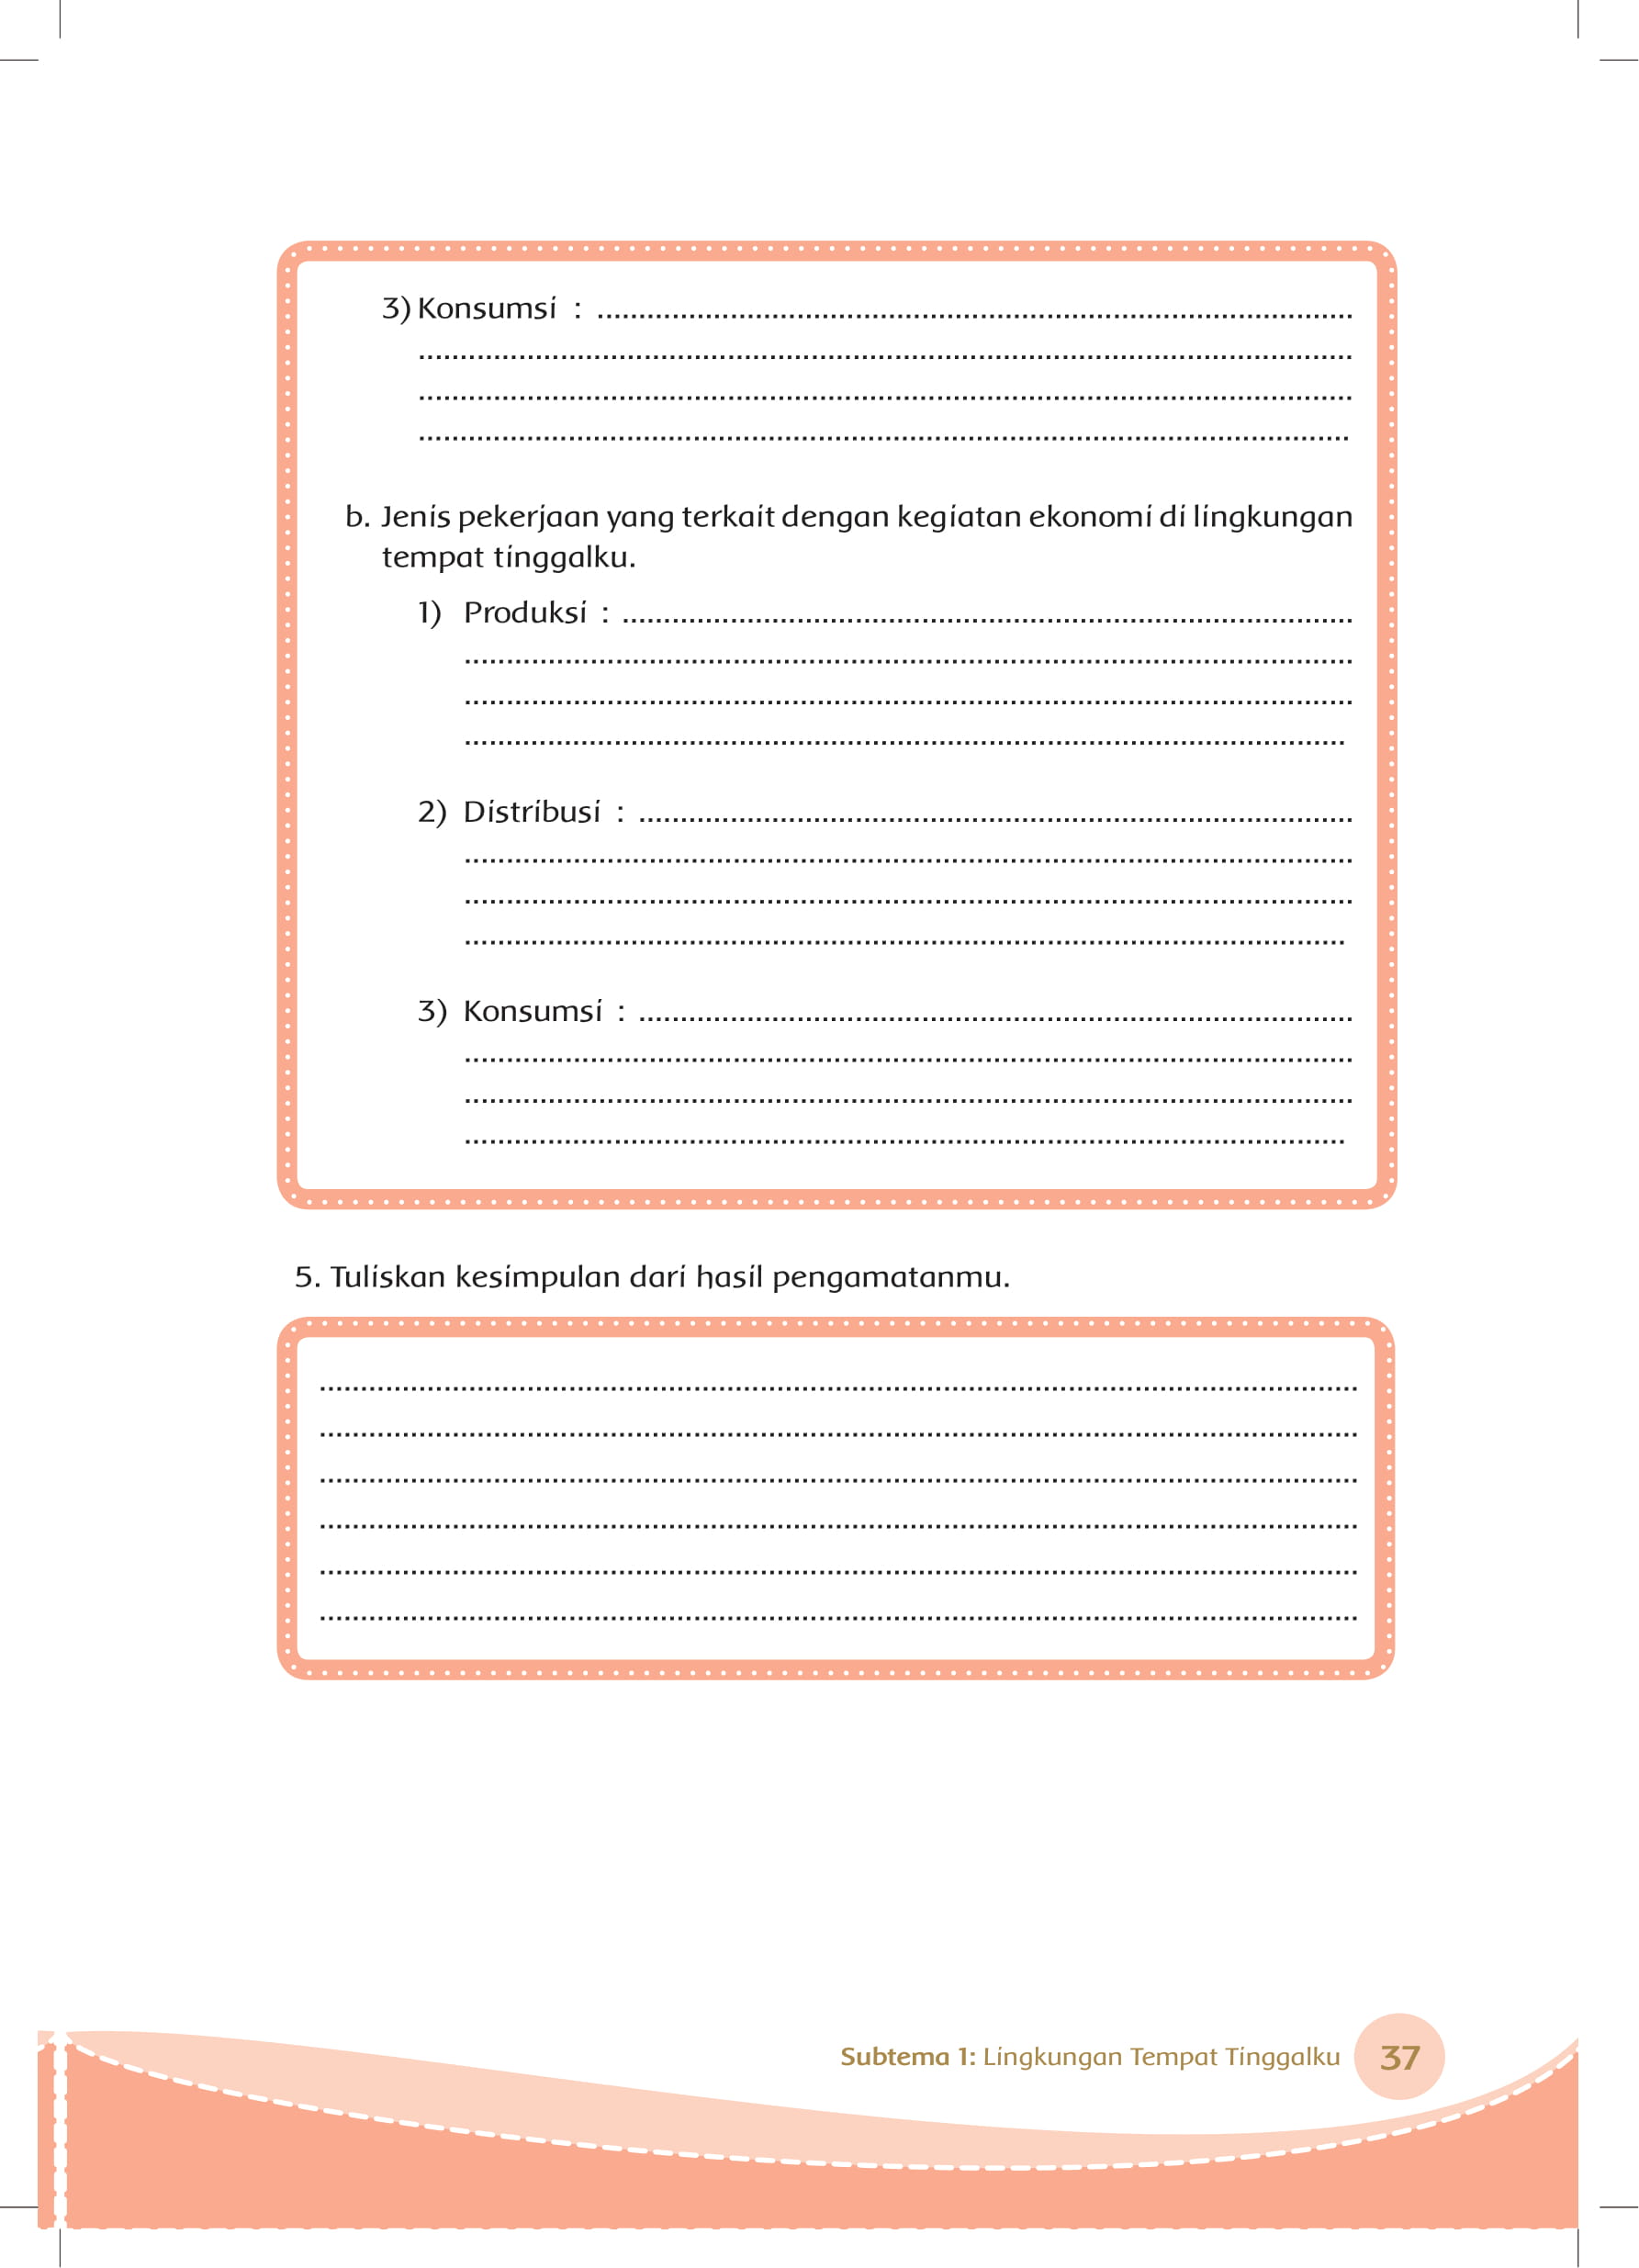 3) Konsumsi : ..........................................................................................
...............................................................................................................
...............................................................................................................
...............................................................................................................
b. Jenis pekerjaan yang terkait dengan kegiatan ekonomi di lingkungan
tempat tinggalku.
1) Produksi : .......................................................................................
..........................................................................................................
..........................................................................................................
.........................................................................................................
2) Distribusi : .....................................................................................
..........................................................................................................
..........................................................................................................
.........................................................................................................
3) Konsumsi : .....................................................................................
..........................................................................................................
..........................................................................................................
.........................................................................................................
5. Tuliskan kesimpulan dari hasil pengamatanmu.
............................................................................................................................
............................................................................................................................
............................................................................................................................
............................................................................................................................
............................................................................................................................
............................................................................................................................
Subtema 1: Lingkungan Tempat Tinggalku 37